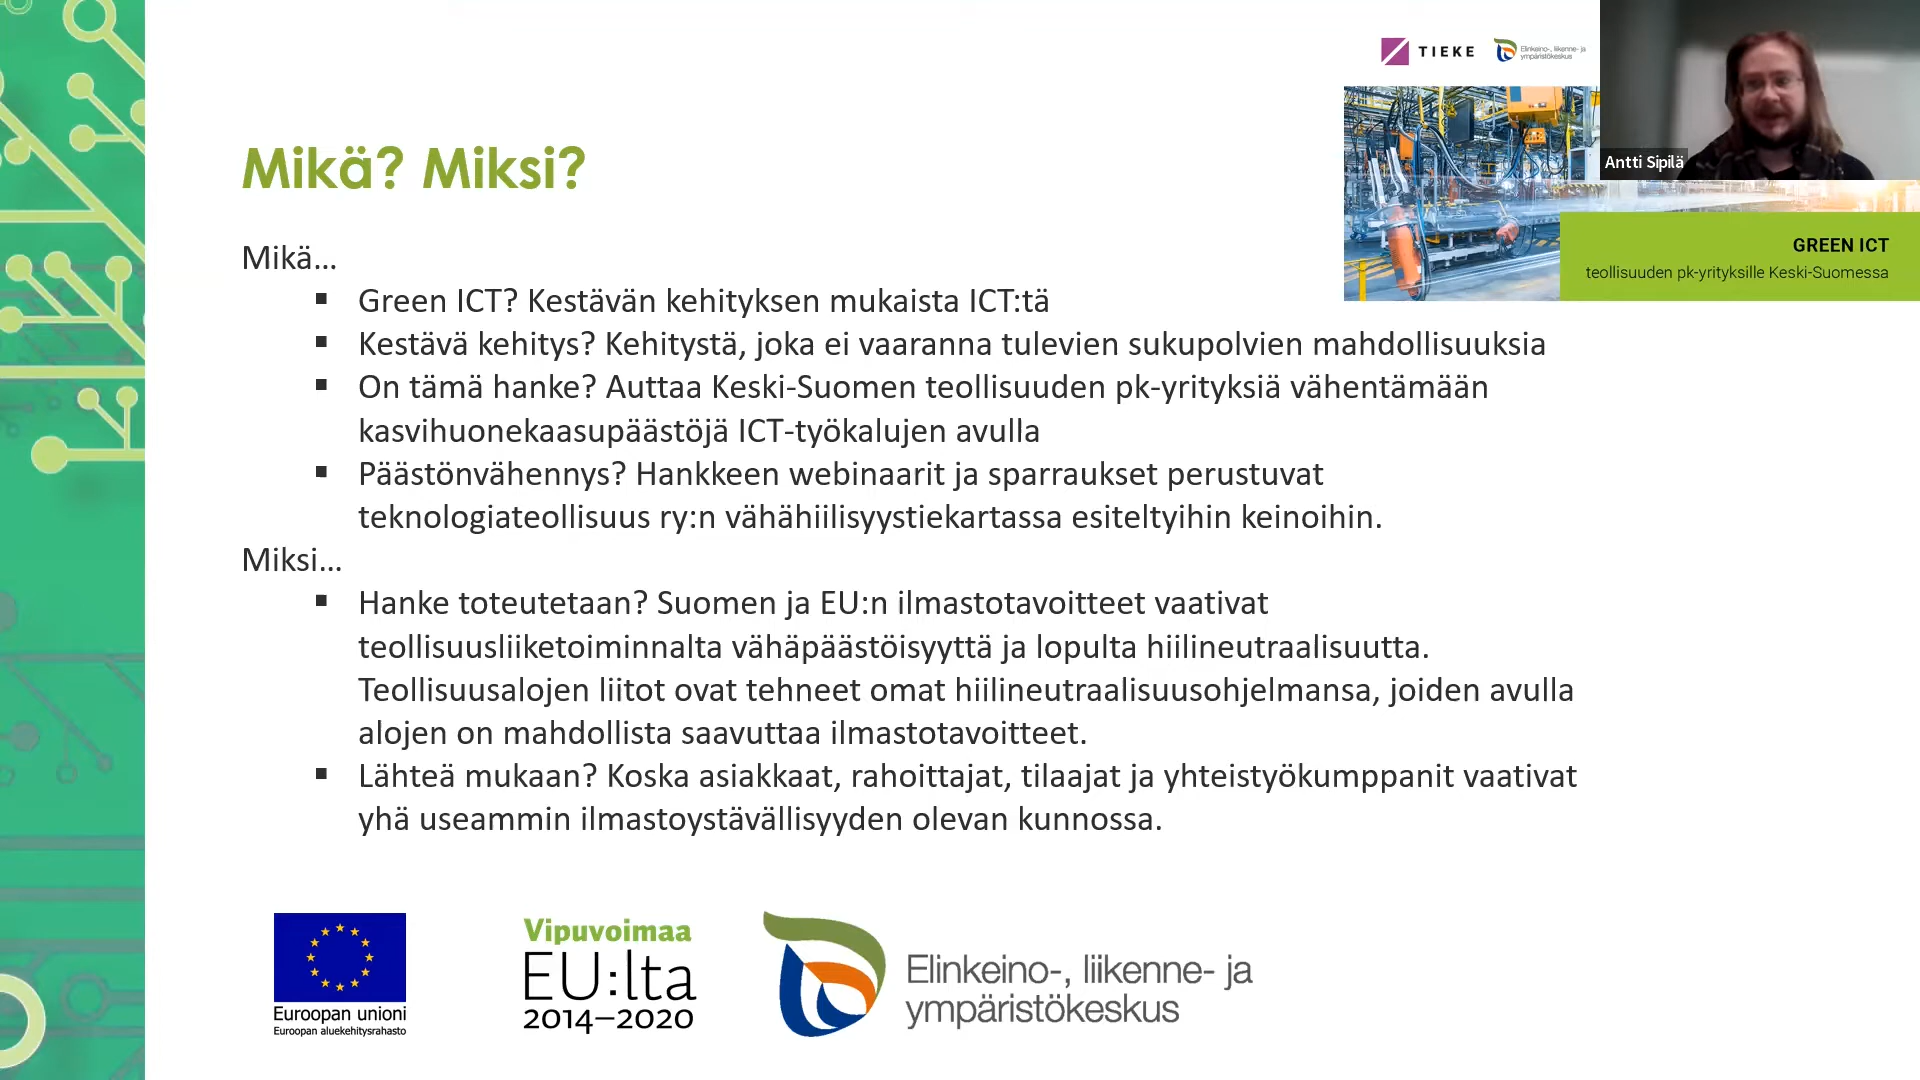 TIEKE
Elinkeino-, liikenne- ja
ympäristökeskus
Antti Sipilä
GREEN ICT
teollisuuden pk-yrityksille Keski-Suomessa
Mikä? Miksi?
Mikä...
▪ Green ICT? Kestävän kehityksen mukaista ICT:tä
▪ Kestävä kehitys? Kehitystä, joka ei vaaranna tulevien sukupolvien mahdollisuuksia
▪ On tämä hanke? Auttaa Keski-Suomen teollisuuden pk-yrityksiä vähentämään
kasvihuonekaasupäästöjä ICT-työkalujen avulla
▪ Päästönvähennys? Hankkeen webinaarit ja sparraukset perustuvat
teknologiateollisuus ry:n vähähiilisyystiekartassa esiteltyihin keinoihin.
Miksi...
▪ Hanke toteutetaan? Suomen ja EU:n ilmastotavoitteet vaativat
teollisuusliiketoiminnalta vähäpäästöisyyttä ja lopulta hiilineutraalisuutta.
Teollisuusalojen liitot ovat tehneet omat hiilineutraalisuusohjelmansa, joiden avulla
alojen on mahdollista saavuttaa ilmastotavoitteet.
▪ Lähteä mukaan? Koska asiakkaat, rahoittajat, tilaajat ja yhteistyökumppanit vaativat
yhä useammin ilmastoystävällisyyden olevan kunnossa.
Euroopan unioni
Euroopan aluekehitysrahasto
Vipuvoimaa
EU:lta
2014–2020
Elinkeino-, liikenne- ja
ympäristökeskus